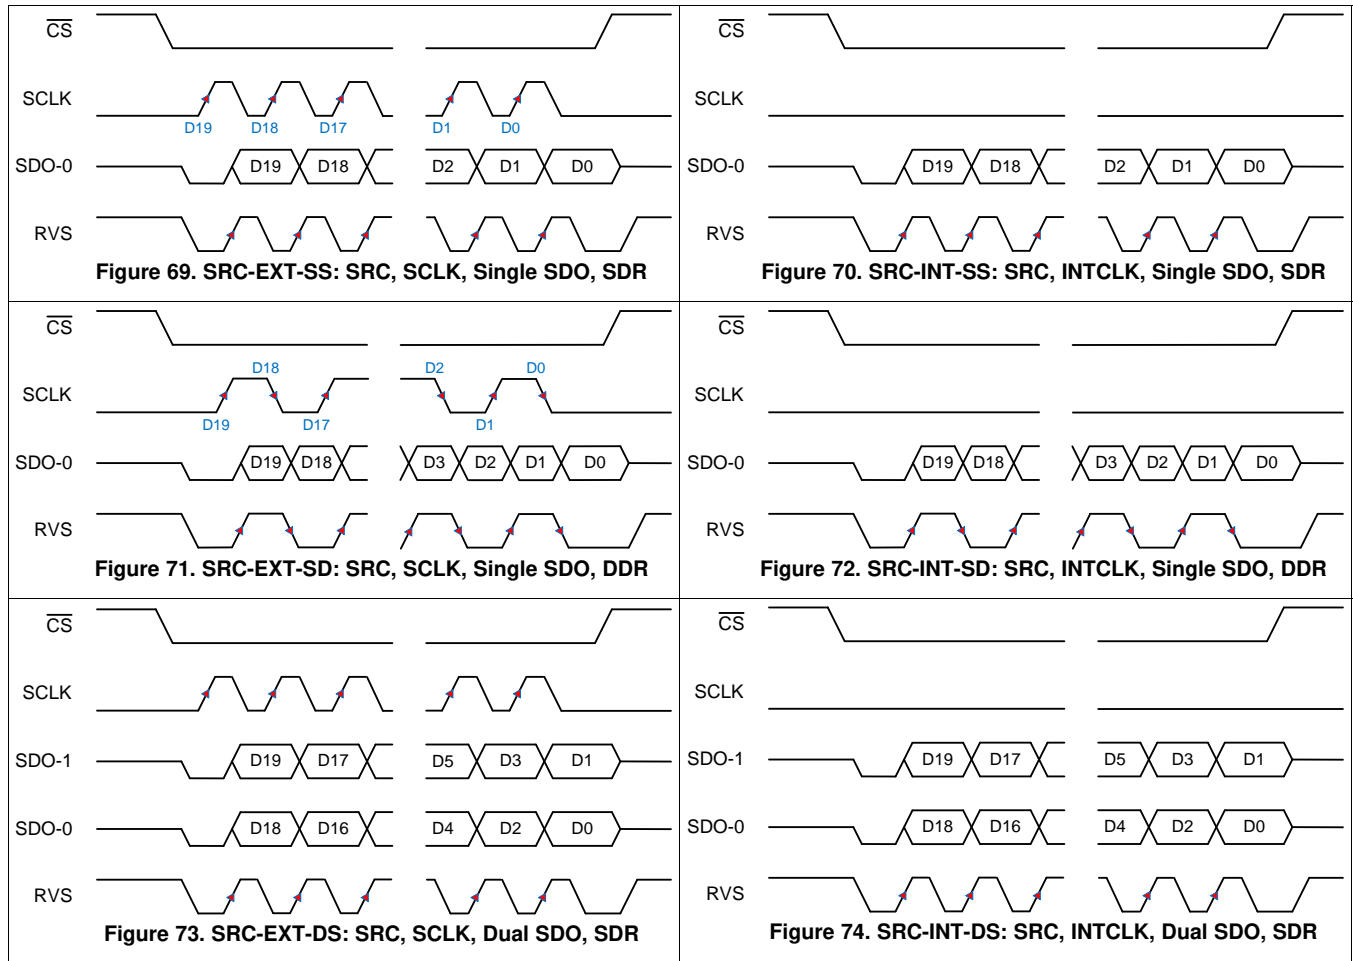 CS
SCLK
D19 D18 D17 D1 D0
SDO-0 D19 D18 D2 D1 D0
RVS
Figure 69. SRC-EXT-SS: SRC, SCLK, Single SDO, SDR
CS
SCLK
SDO-0 D19 D18 D2 D1 D0
RVS
Figure 70. SRC-INT-SS: SRC, INTCLK, Single SDO, SDR
CS
D18 D2 D0
SCLK
D19 D17 D1
SDO-0 D19 D18 D3 D2 D1 D0
RVS
Figure 71. SRC-EXT-SD: SRC, SCLK, Single SDO, DDR
CS
SCLK
SDO-0 D19 D18 D3 D2 D1 D0
RVS
Figure 72. SRC-INT-SD: SRC, INTCLK, Single SDO, DDR
CS
SCLK
SDO-1 D19 D17 D5 D3 D1
SDO-0 D18 D16 D4 D2 D0
RVS
Figure 73. SRC-EXT-DS: SRC, SCLK, Dual SDO, SDR
CS
SCLK
SDO-1 D19 D17 D5 D3 D1
SDO-0 D18 D16 D4 D2 D0
RVS
Figure 74. SRC-INT-DS: SRC, INTCLK, Dual SDO, SDR